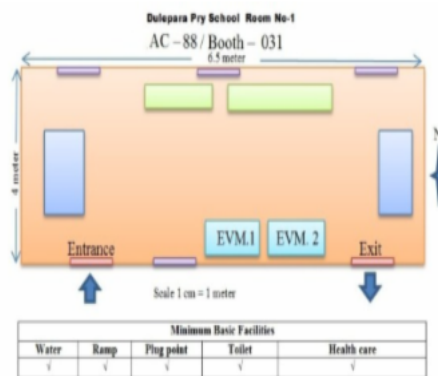 Dulepara Pry School Room No-1
AC – 88 / Booth – 031
6.5 meter
4 meter
N
EVM.1 EVM. 2
Entrance Exit
Scale 1 cm = 1 meter
Minimum Basic Facilities
Water Ramp Plug point Toilet Health care
√ √ √ √ √